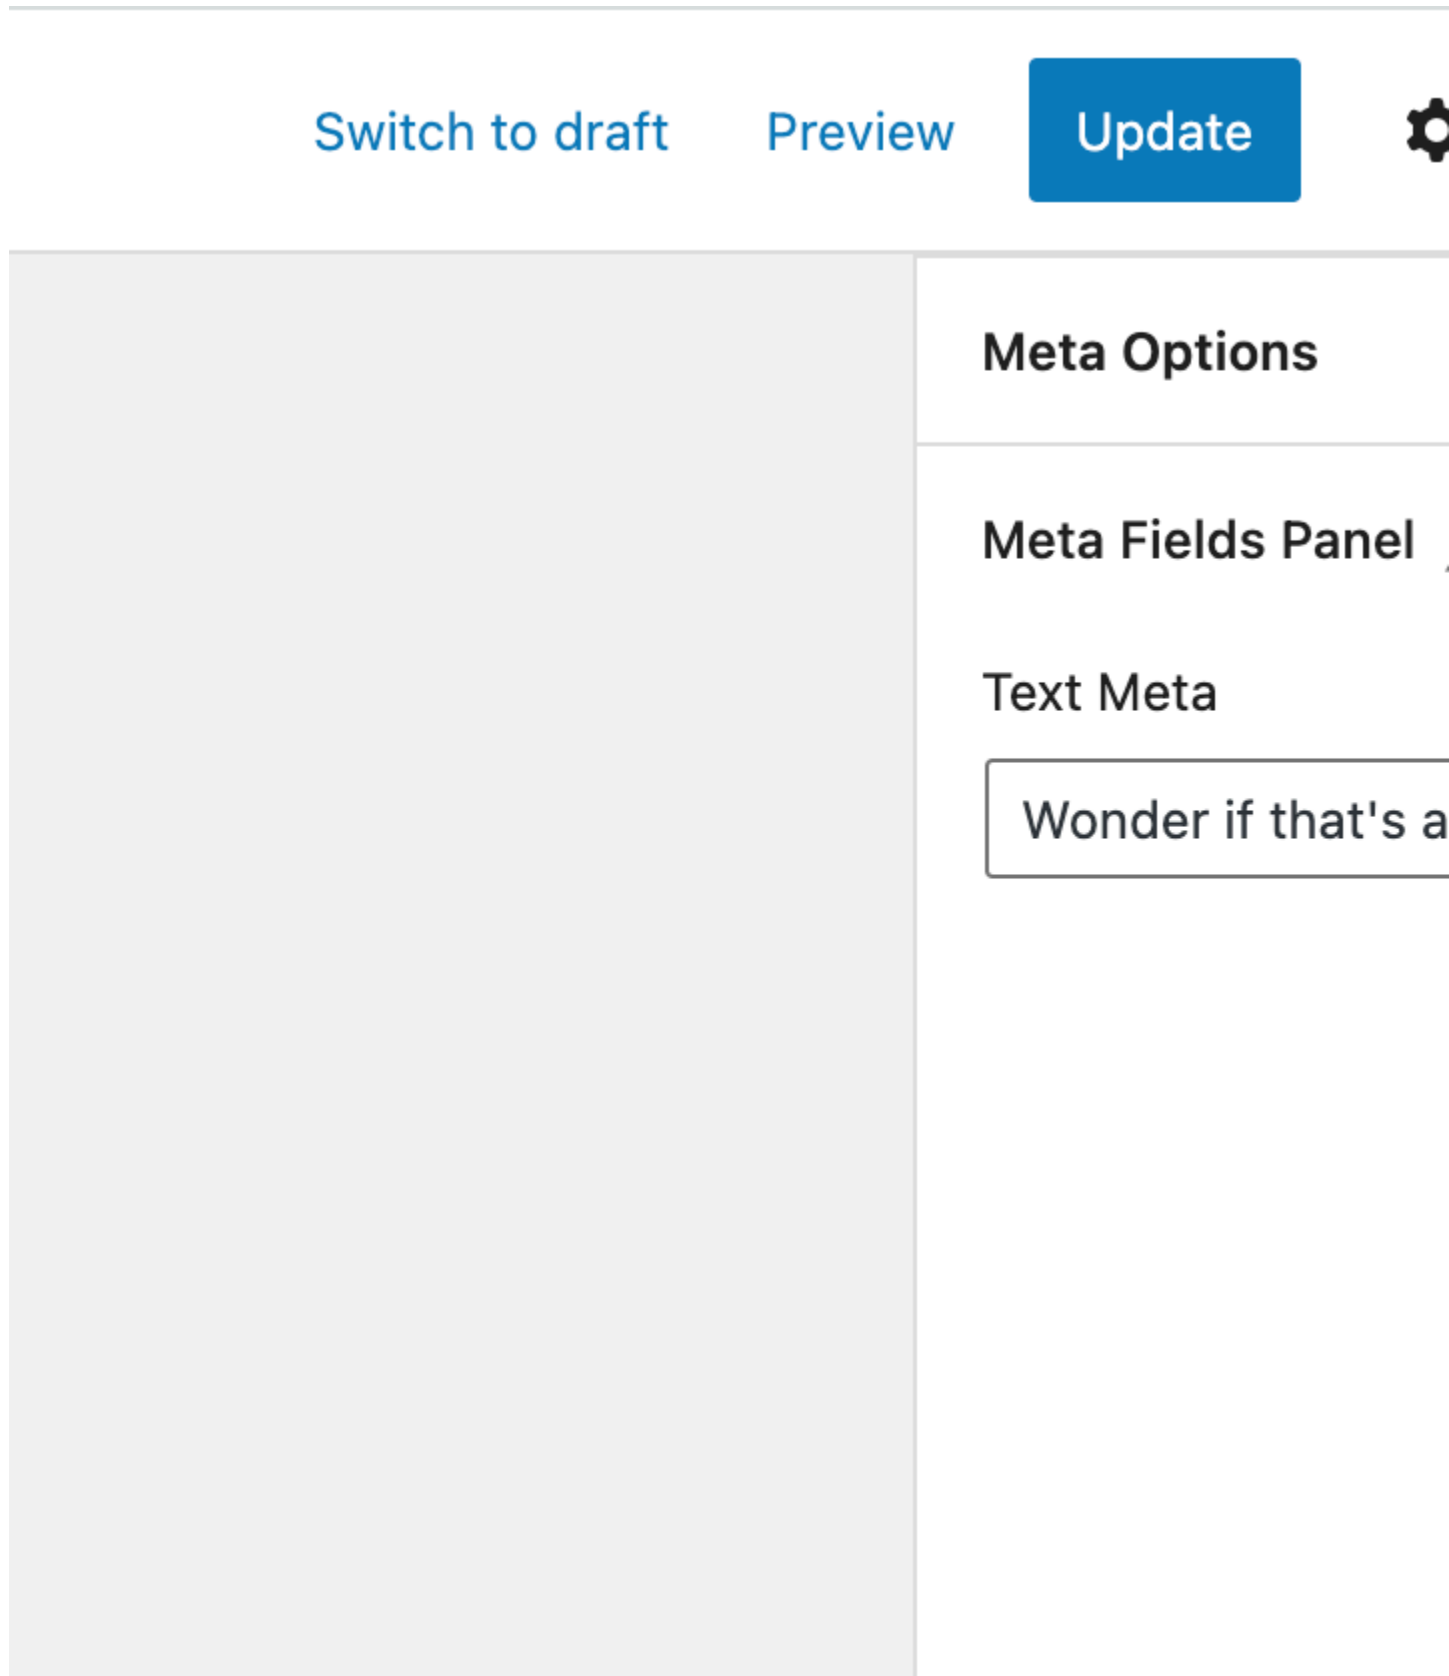 Switch to draft Preview Update
Meta Options
Meta Fields Panel
Text Meta
Wonder if that's a